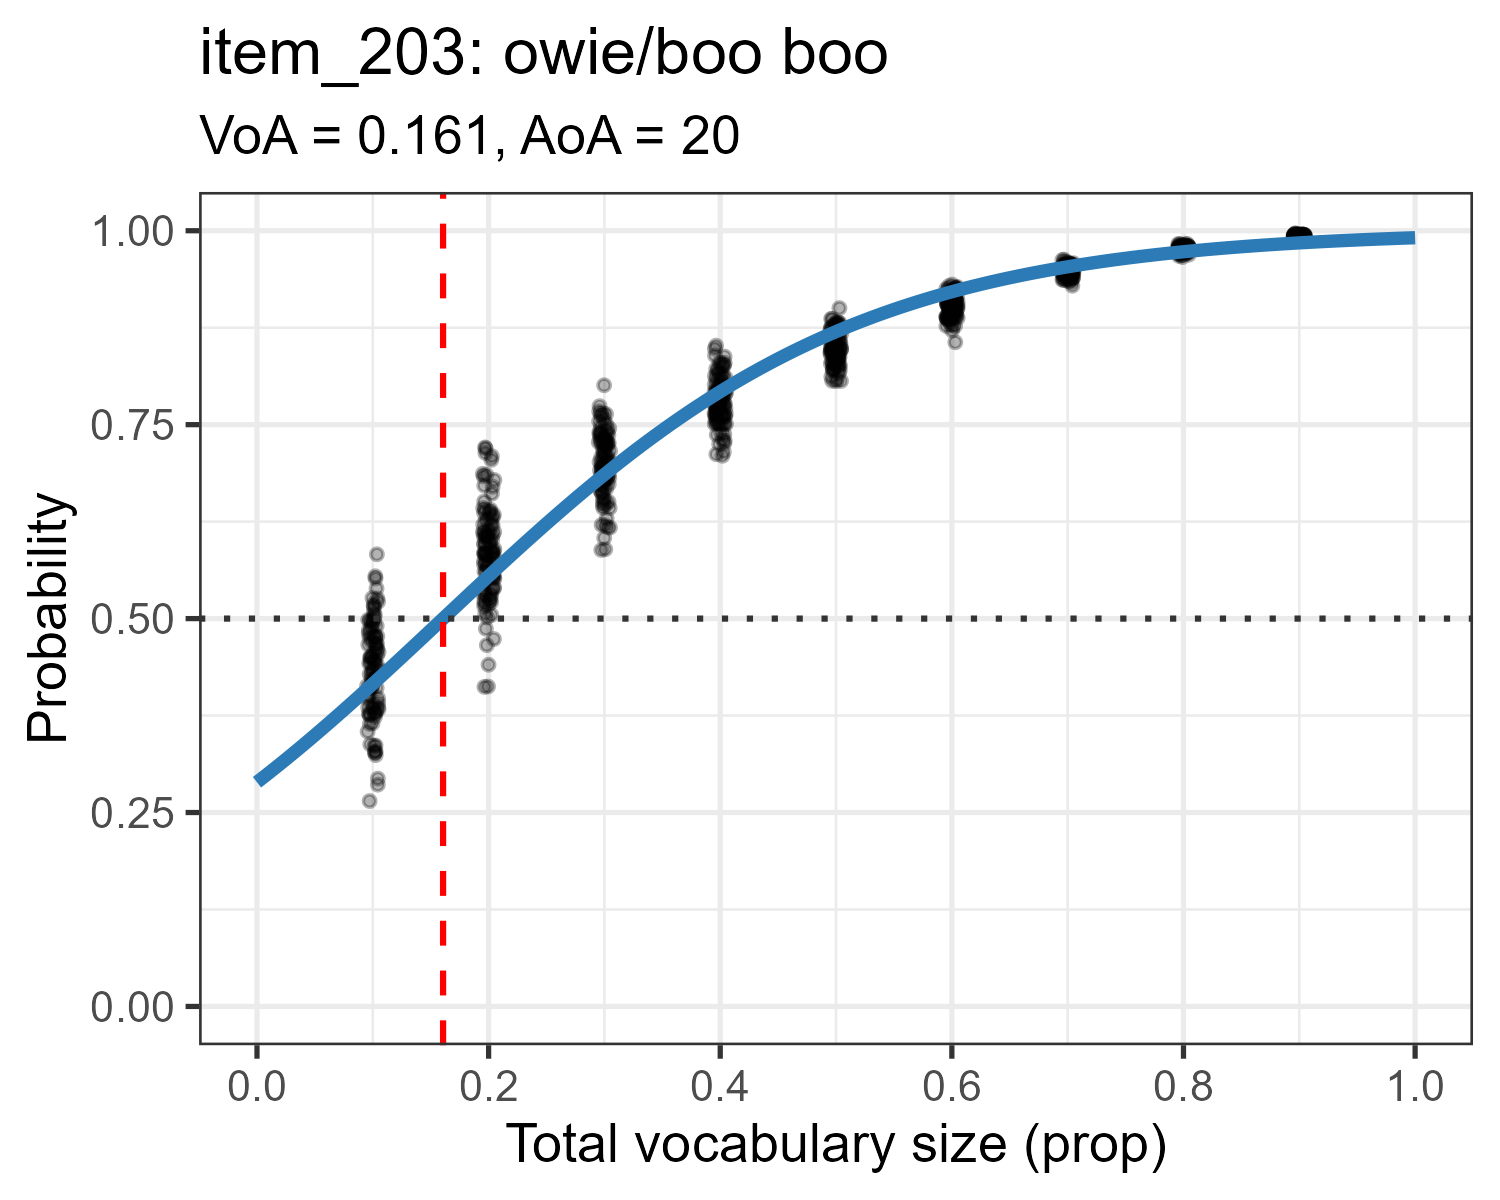 item_203: owie/boo boo
VoA = 0.161, AoA = 20
1.00
0.75
0.50
0.25
0.00
Probability
0.0 0.2 0.4 0.6 0.8 1.0
Total vocabulary size (prop)